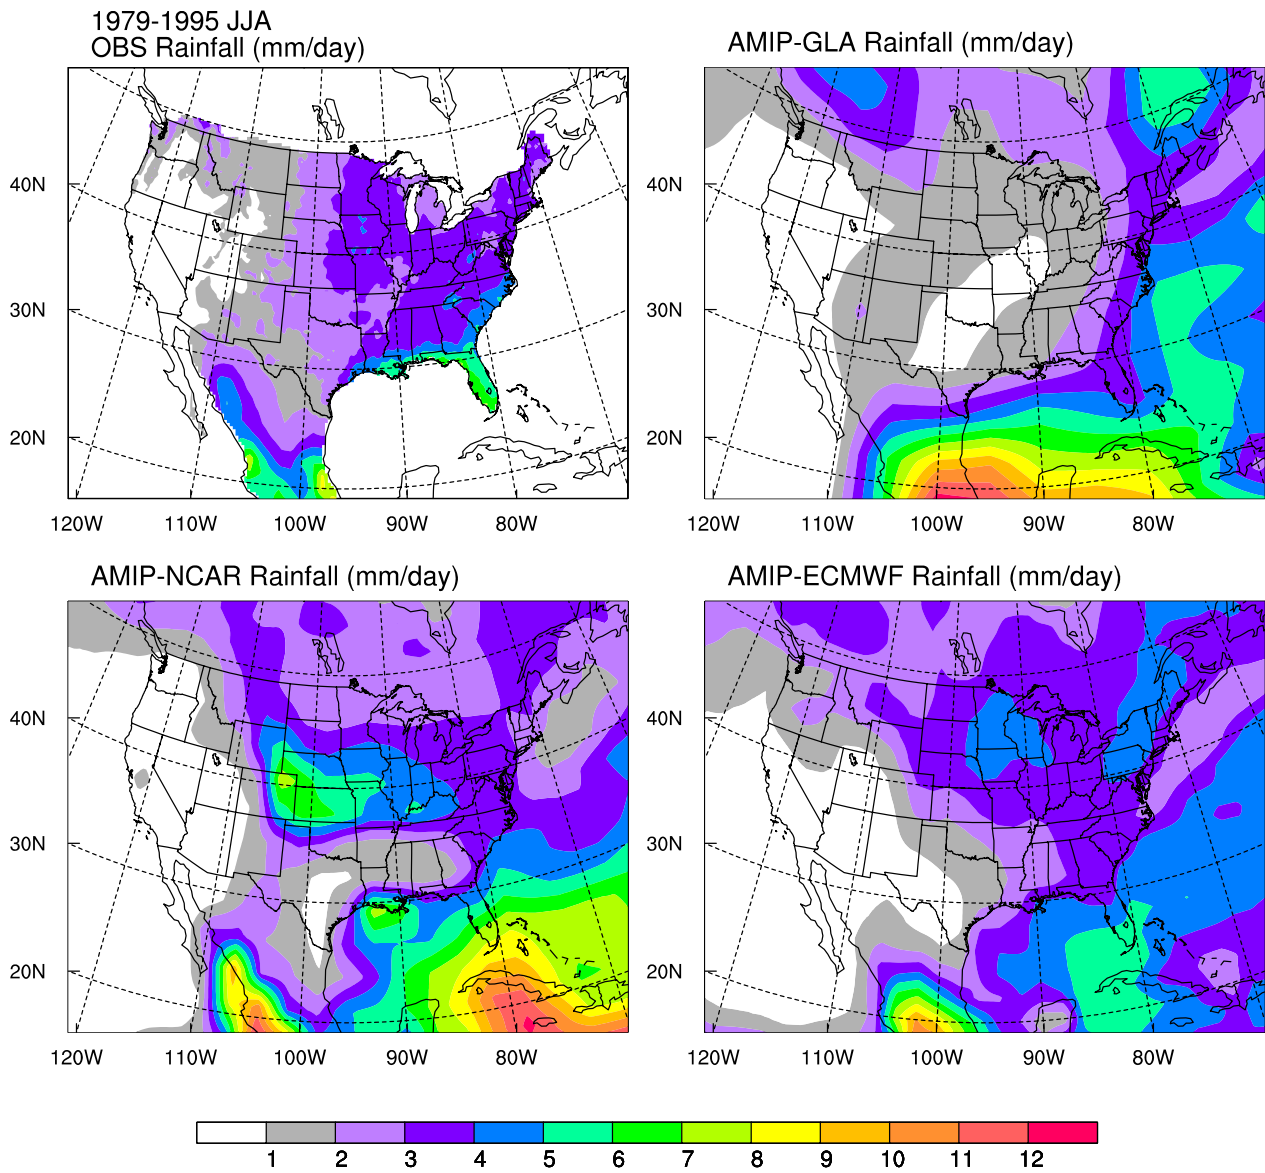 1979-1995 JJA
OBS Rainfall (mm/day)
AMIP-GLA Rainfall (mm/day)
40N
30N
20N
120W 110W 100W 90W 80W
40N
30N
20N
120W 110W 100W 90W 80W
AMIP-NCAR Rainfall (mm/day)
AMIP-ECMWF Rainfall (mm/day)
40N
30N
20N
120W 110W 100W 90W 80W
40N
30N
20N
120W 110W 100W 90W 80W
1 2 3 4 5 6 7 8 9 10 11 12